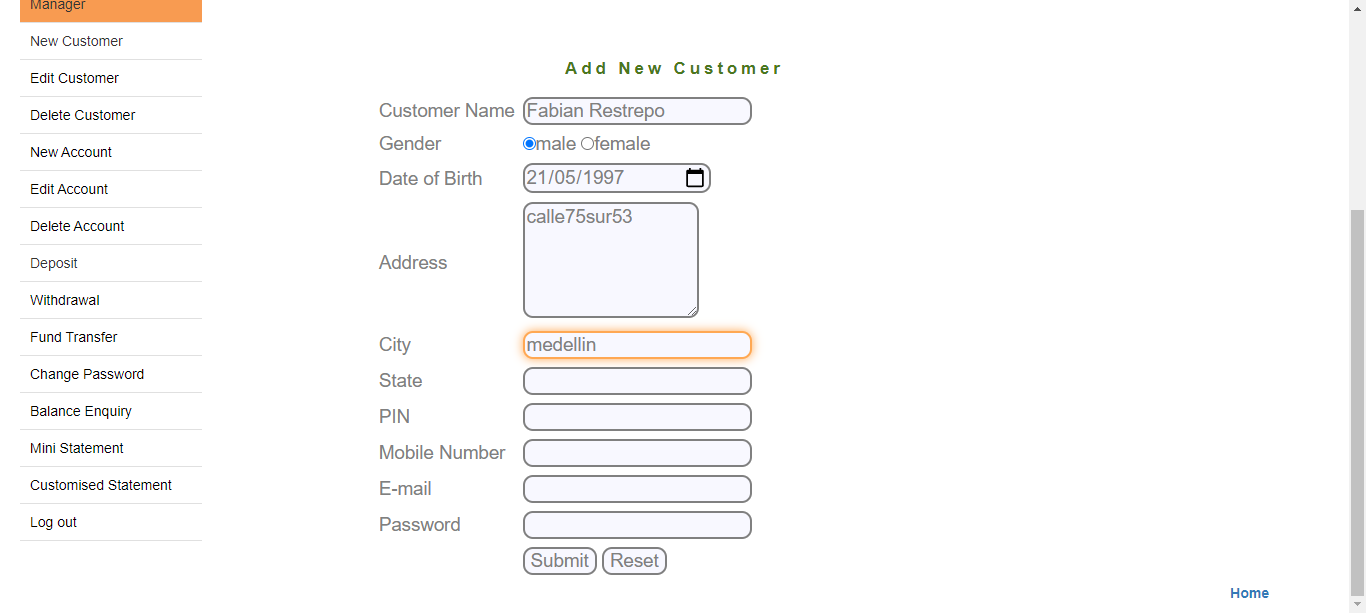 Manager
New Customer
Edit Customer
Delete Customer
New Account
Edit Account
Delete Account
Deposit
Withdrawal
Fund Transfer
Change Password
Balance Enquiry
Mini Statement
Customised Statement
Log out
Add New Customer
Customer Name Fabian Restrepo
Gender male female
Date of Birth 21/05/1997
Address calle75sur53
City medellin
State
PIN
Mobile Number
E-mail
Password
Submit Reset
Home